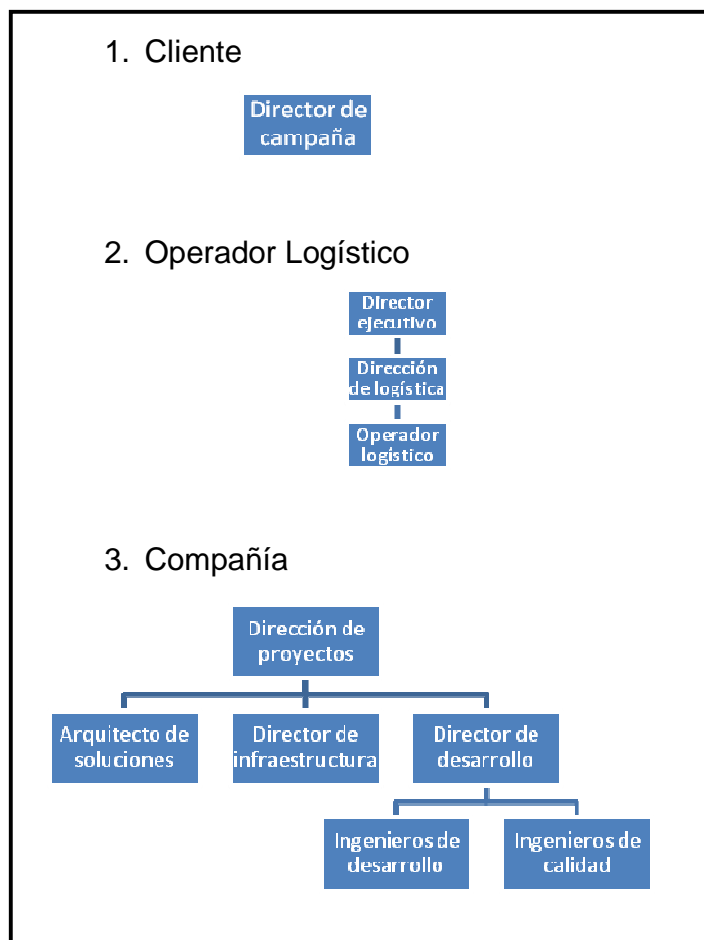 1. Cliente
Director de
campaña
2. Operador Logístico
Director
ejecutivo
Dirección
de logística
Operador
logístico
3. Compañía
Dirección de
proyectos
Arquitecto de
soluciones
Director de
infraestructura
Director de
desarrollo
Ingenieros de
desarrollo
Ingenieros de
calidad